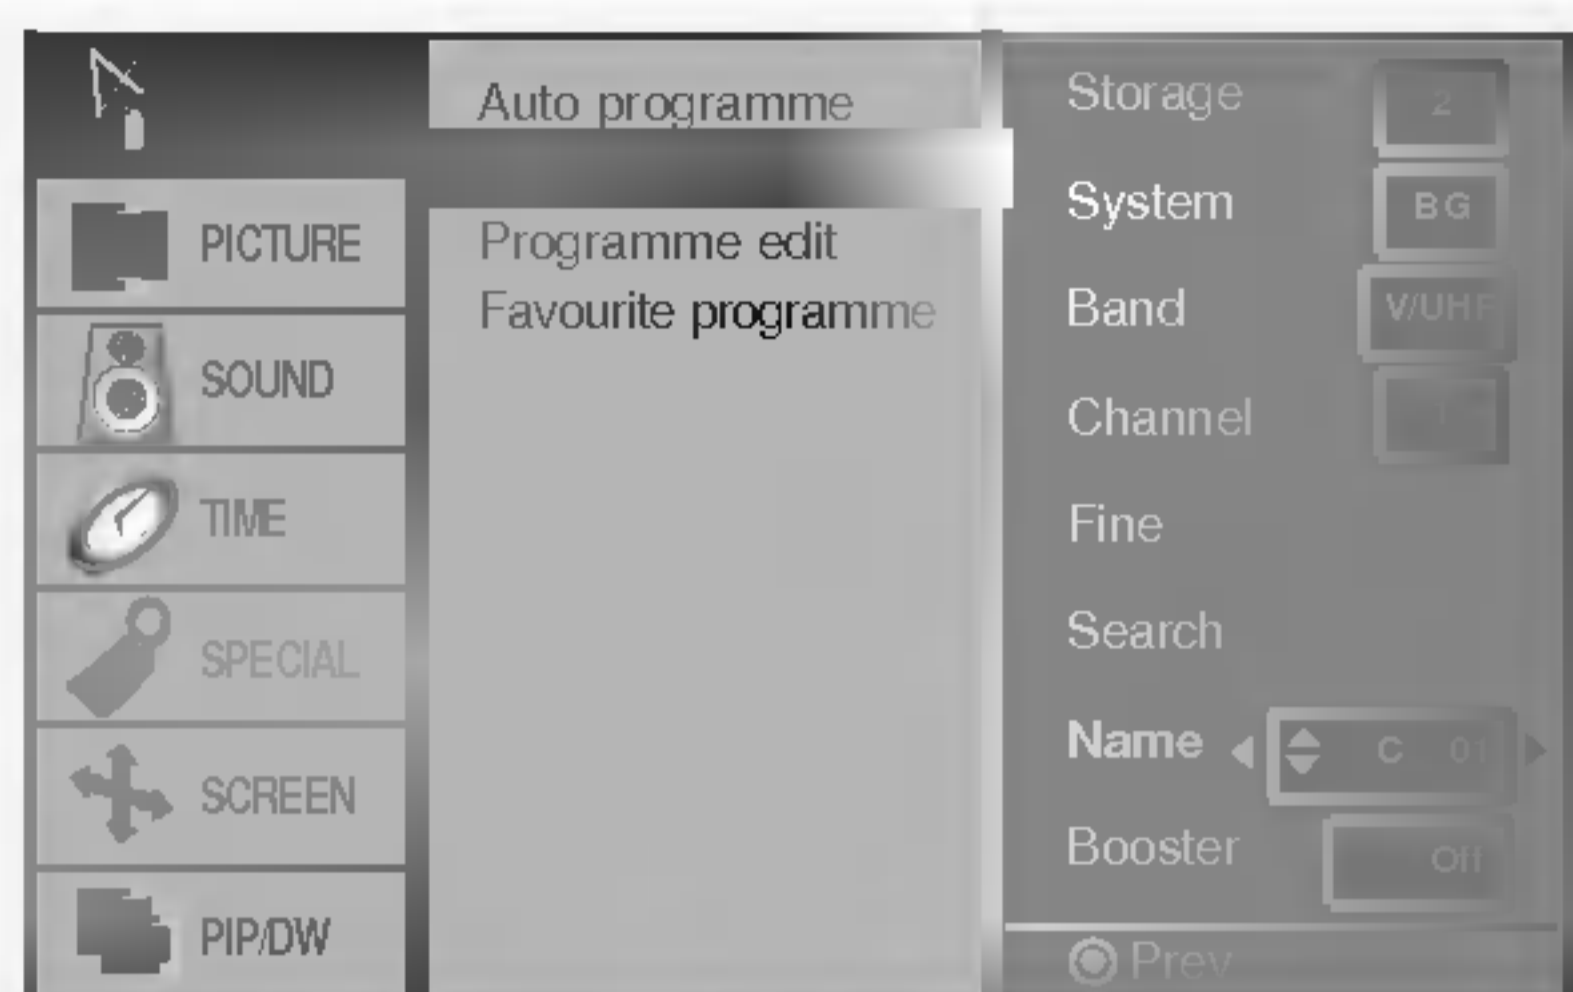 PICTURE
SOUND
TIME
SPECIAL
SCREEN
PIP/DW
Auto programme
Programme edit
Favourite programme
Storage 2
System BG
Band V/UHF
Channel
Fine
Search
Name C 01
Booster Off
Prev